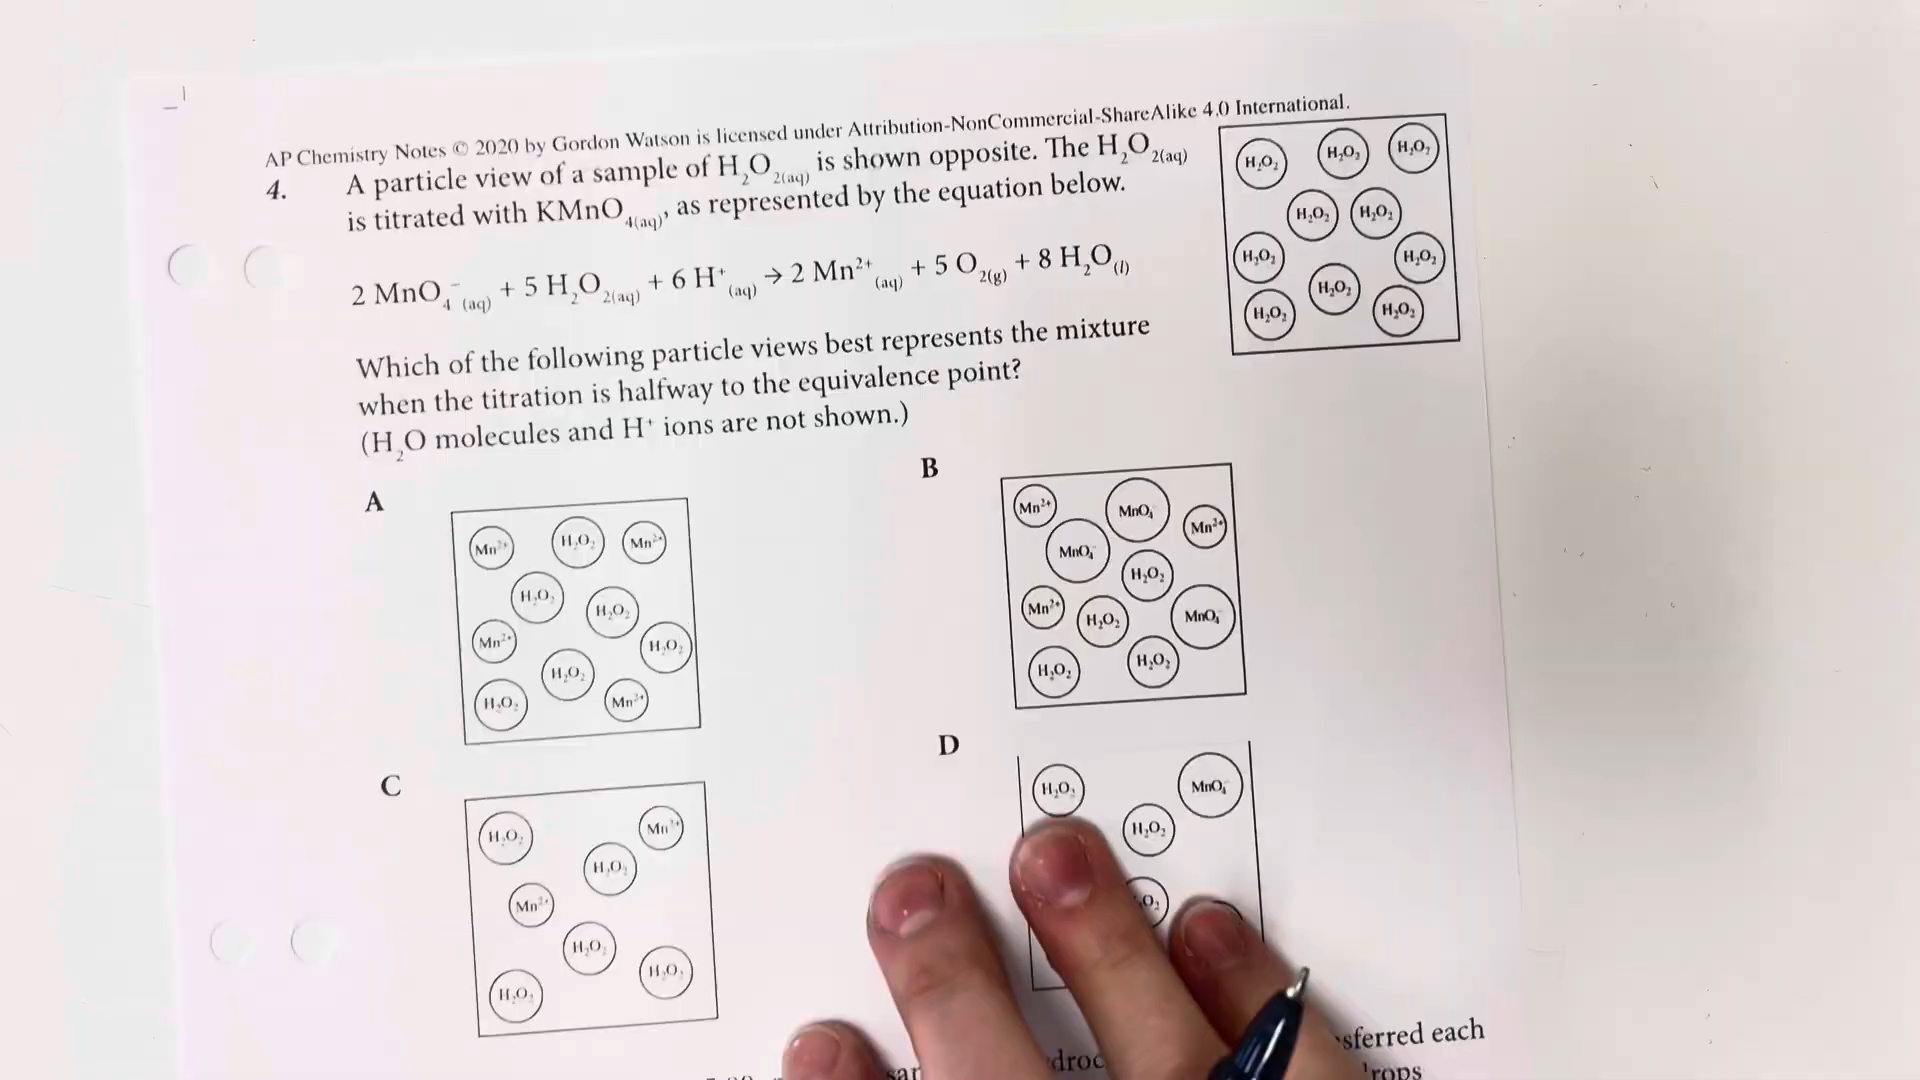 AP Chemistry Notes © 2020 by Gordon Watson is licensed under Attribution-NonCommercial-ShareAlike 4.0 International.
4. A particle view of a sample of H₂O₂(aq) is shown opposite. The H₂O₂(aq)
is titrated with KMnO₄(aq), as represented by the equation below.
2 MnO₄⁻(aq) + 5 H₂O₂(aq) + 6 H⁺(aq) → 2 Mn²⁺(aq) + 5 O₂(g) + 8 H₂O(l)
H₂O₂ H₂O₂ H₂O₂
H₂O₂ H₂O₂
H₂O₂ H₂O₂
H₂O₂
H₂O₂ H₂O₂
Which of the following particle views best represents the mixture
when the titration is halfway to the equivalence point?
(H₂O molecules and H⁺ ions are not shown.)
A
Mn²⁺ H₂O₂ Mn²⁺
H₂O₂ H₂O₂
Mn²⁺ H₂O₂
H₂O₂
H₂O₂ Mn²⁺
B
Mn²⁺ MnO₄⁻ Mn²⁺
MnO₄⁻
H₂O₂
Mn²⁺ H₂O₂ MnO₄⁻
H₂O₂ H₂O₂
C
H₂O₂ Mn²⁺
H₂O₂
Mn²⁺
H₂O₂
H₂O₂ H₂O₂
D
H₂O₂ MnO₄⁻
H₂O₂
O₂
sferred each